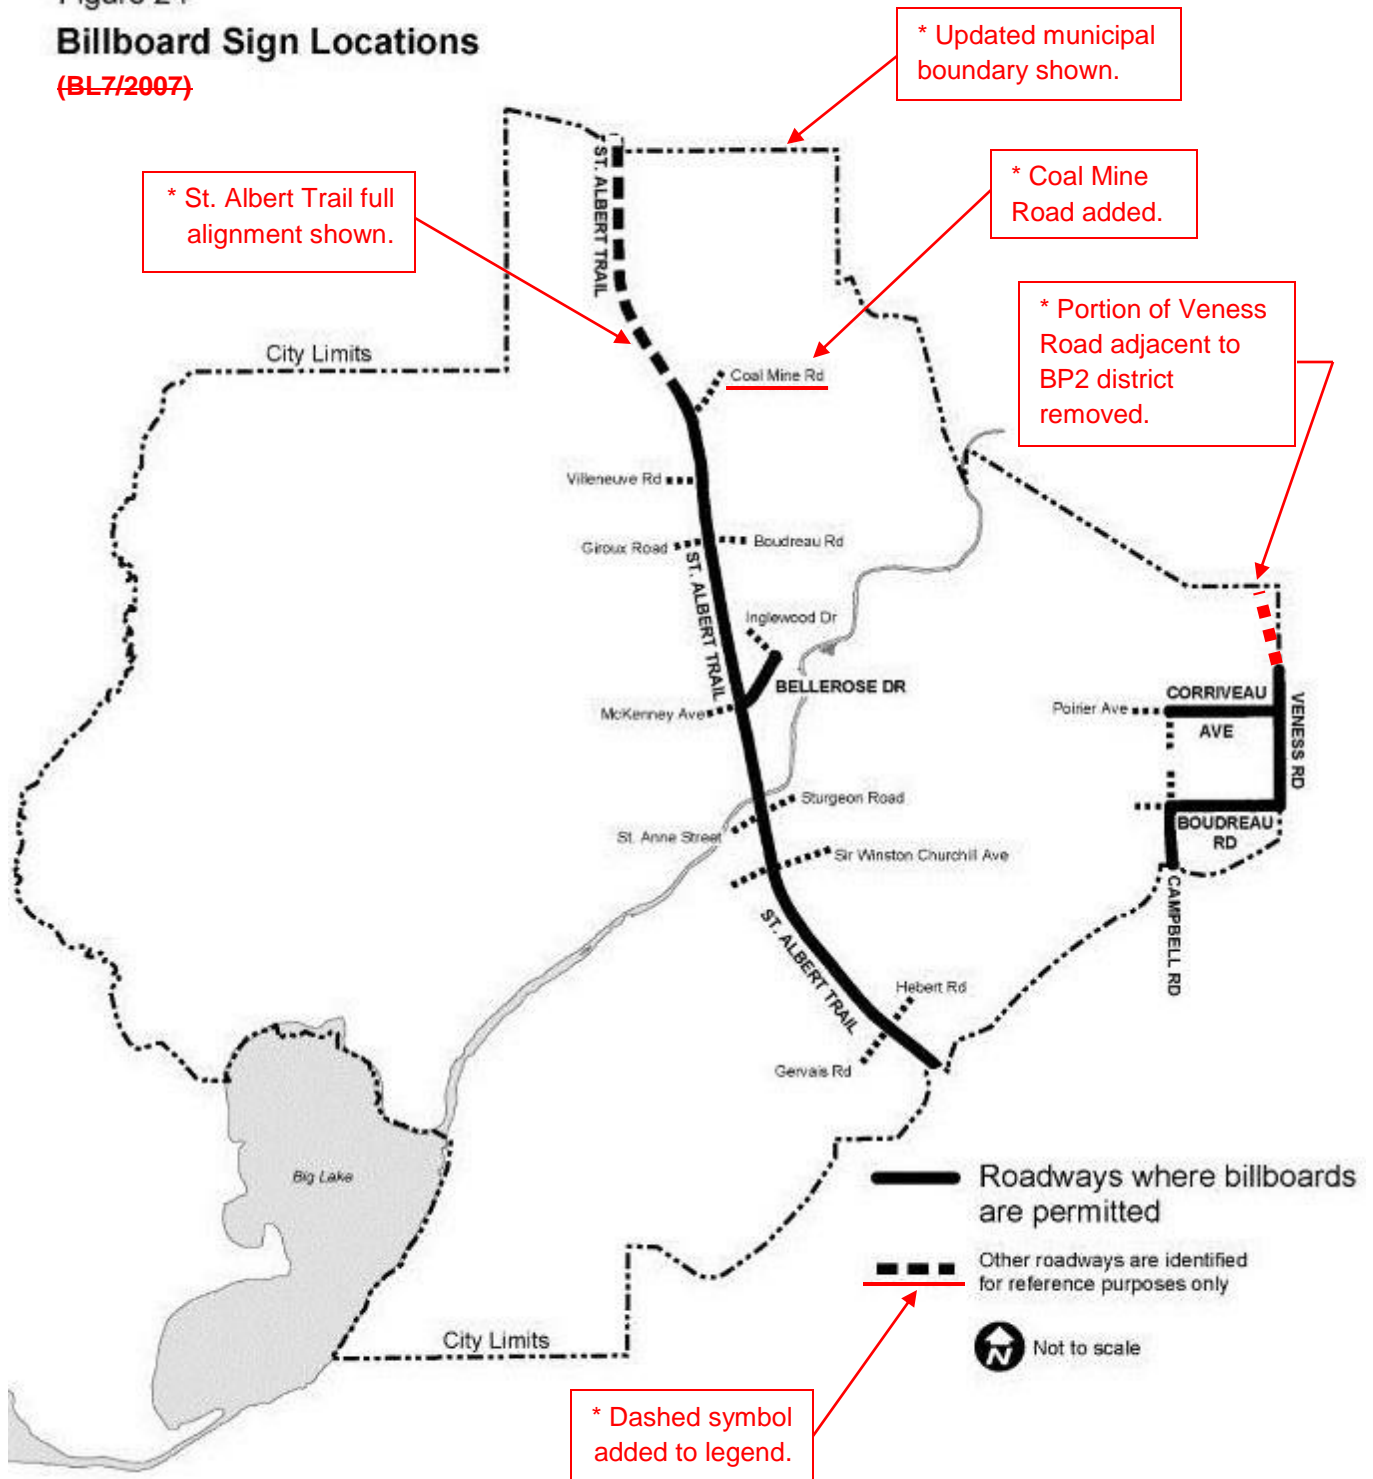 Figure 24
Billboard Sign Locations
(BL7/2007)
* Updated municipal
boundary shown.
* St. Albert Trail full
alignment shown.
* Coal Mine
Road added.
* Portion of Veness
Road adjacent to
BP2 district
removed.
ST. ALBERT TRAIL
City Limits
Coal Mine Rd
Villeneuve Rd
Giroux Road
Boudreau Rd
ST. ALBERT TRAIL
Inglewood Dr
BELLEROSE DR
McKenney Ave
Poirier Ave
CORRIVEAU
AVE
VENESS RD
Sturgeon Road
St. Anne Street
BOUDREAU
RD
Sir Winston Churchill Ave
CAMPBELL RD
ST. ALBERT TRAIL
Hebert Rd
Gervais Rd
Big Lake
Roadways where billboards
are permitted
Other roadways are identified
for reference purposes only
City Limits
N
Not to scale
* Dashed symbol
added to legend.